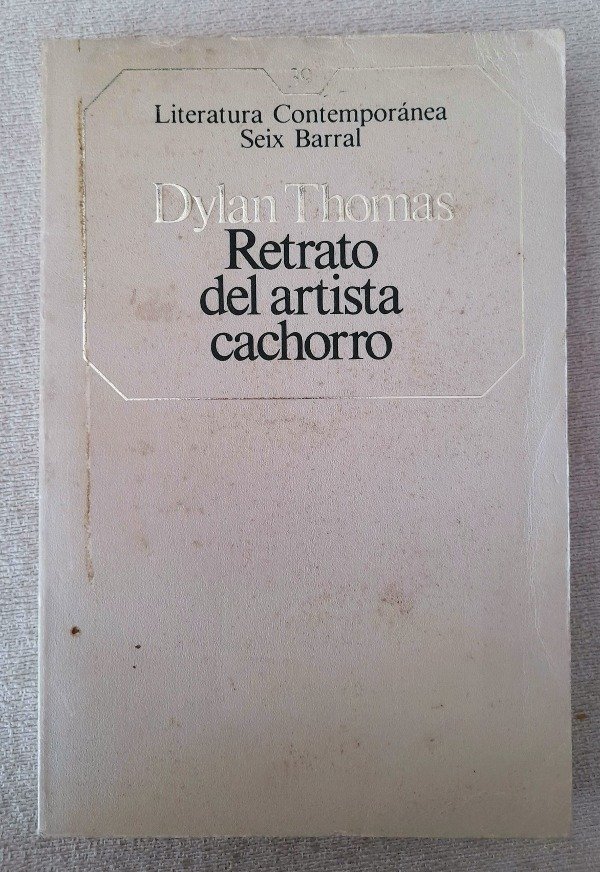 39
Literatura Contemporánea
Seix Barral
Dylan Thomas
Retrato
del artista
cachorro